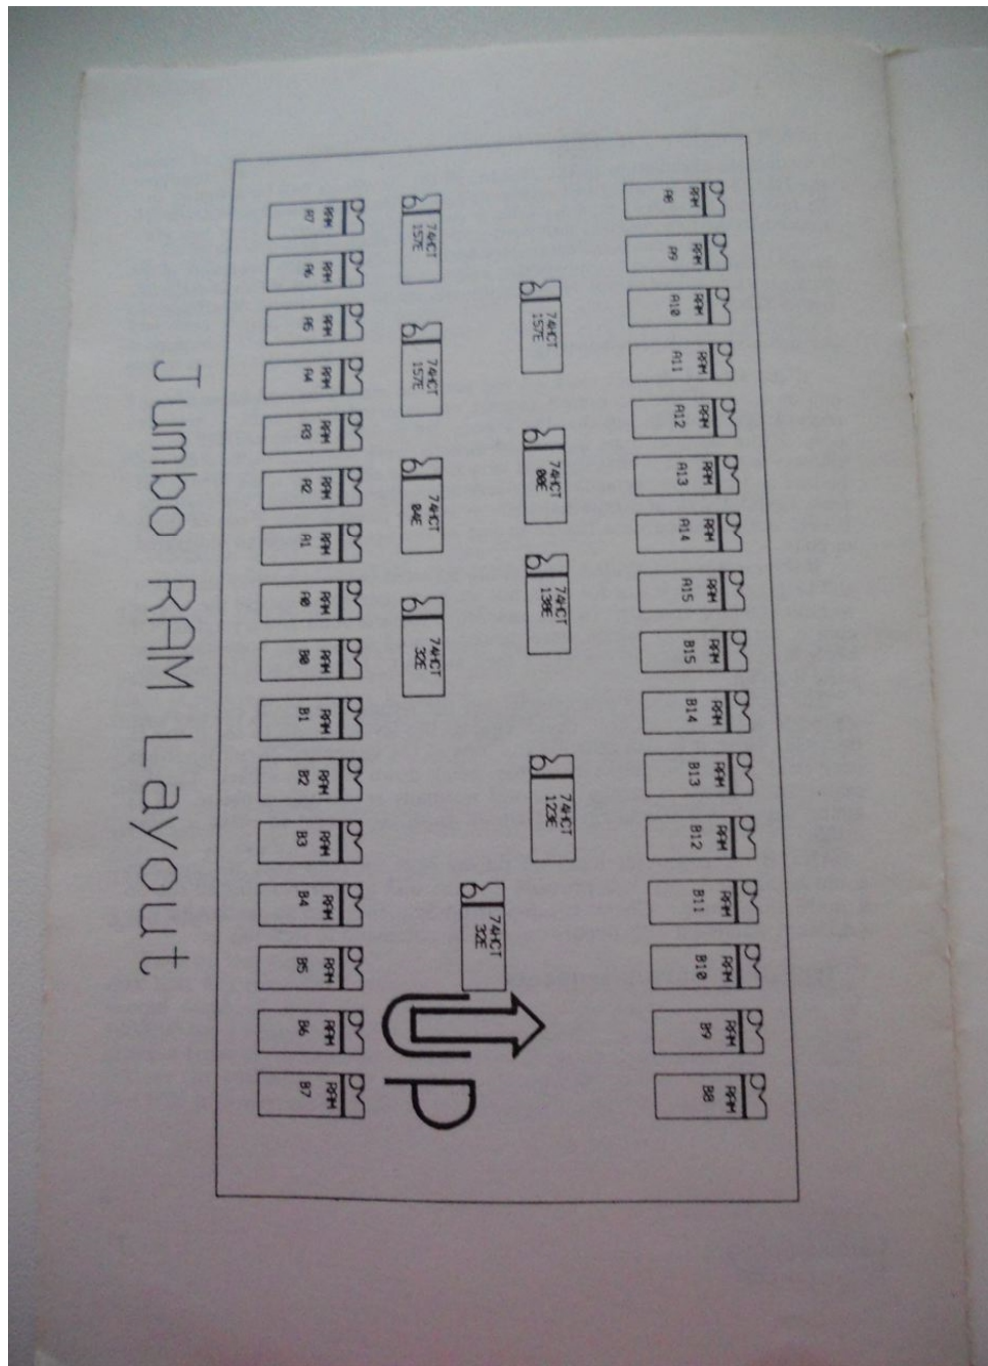 RAM
A8
RAM
A9
RAM
A10
RAM
A11
RAM
A12
RAM
A13
RAM
A14
RAM
A15
RAM
B15
RAM
B14
RAM
B13
RAM
B12
RAM
B11
RAM
B10
RAM
B9
RAM
B8
74HCT
157E
74HCT
00E
74HCT
138E
74HCT
123E
74HCT
32E
UP
74HCT
157E
74HCT
157E
74HCT
04E
74HCT
32E
RAM
A7
RAM
A6
RAM
A5
RAM
A4
RAM
A3
RAM
A2
RAM
A1
RAM
A0
RAM
B0
RAM
B1
RAM
B2
RAM
B3
RAM
B4
RAM
B5
RAM
B6
RAM
B7
Jumbo RAM Layout